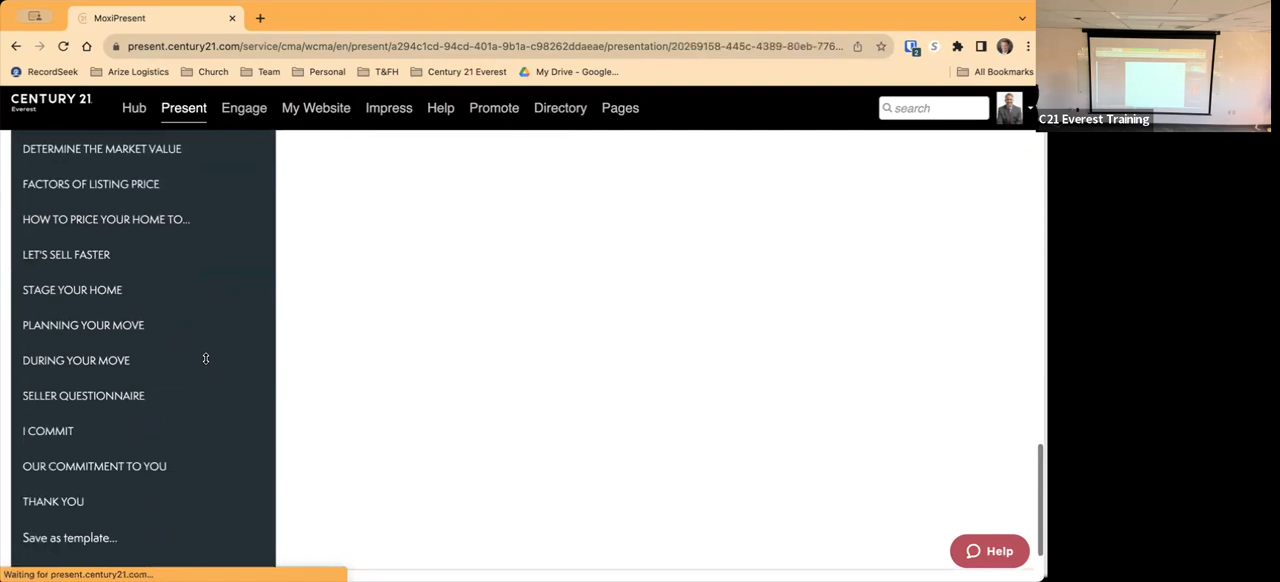 MoxiPresent
present.century21.com/service/cma/wcma/en/present/a294c1cd-94cd-401a-9b1a-c98262ddaeae/presentation/20269158-445c-4389-80eb-776...
2
RecordSeek
Arize Logistics
Church
Team
Personal
T&FH
Century 21 Everest
My Drive - Google...
All Bookmarks
CENTURY 21.
Everest
Hub
Present
Engage
My Website
Impress
Help
Promote
Directory
Pages
search
C21 Everest Training
DETERMINE THE MARKET VALUE
FACTORS OF LISTING PRICE
HOW TO PRICE YOUR HOME TO...
LET'S SELL FASTER
STAGE YOUR HOME
PLANNING YOUR MOVE
DURING YOUR MOVE
SELLER QUESTIONNAIRE
I COMMIT
OUR COMMITMENT TO YOU
THANK YOU
Save as template...
Help
Waiting for present.century21.com...